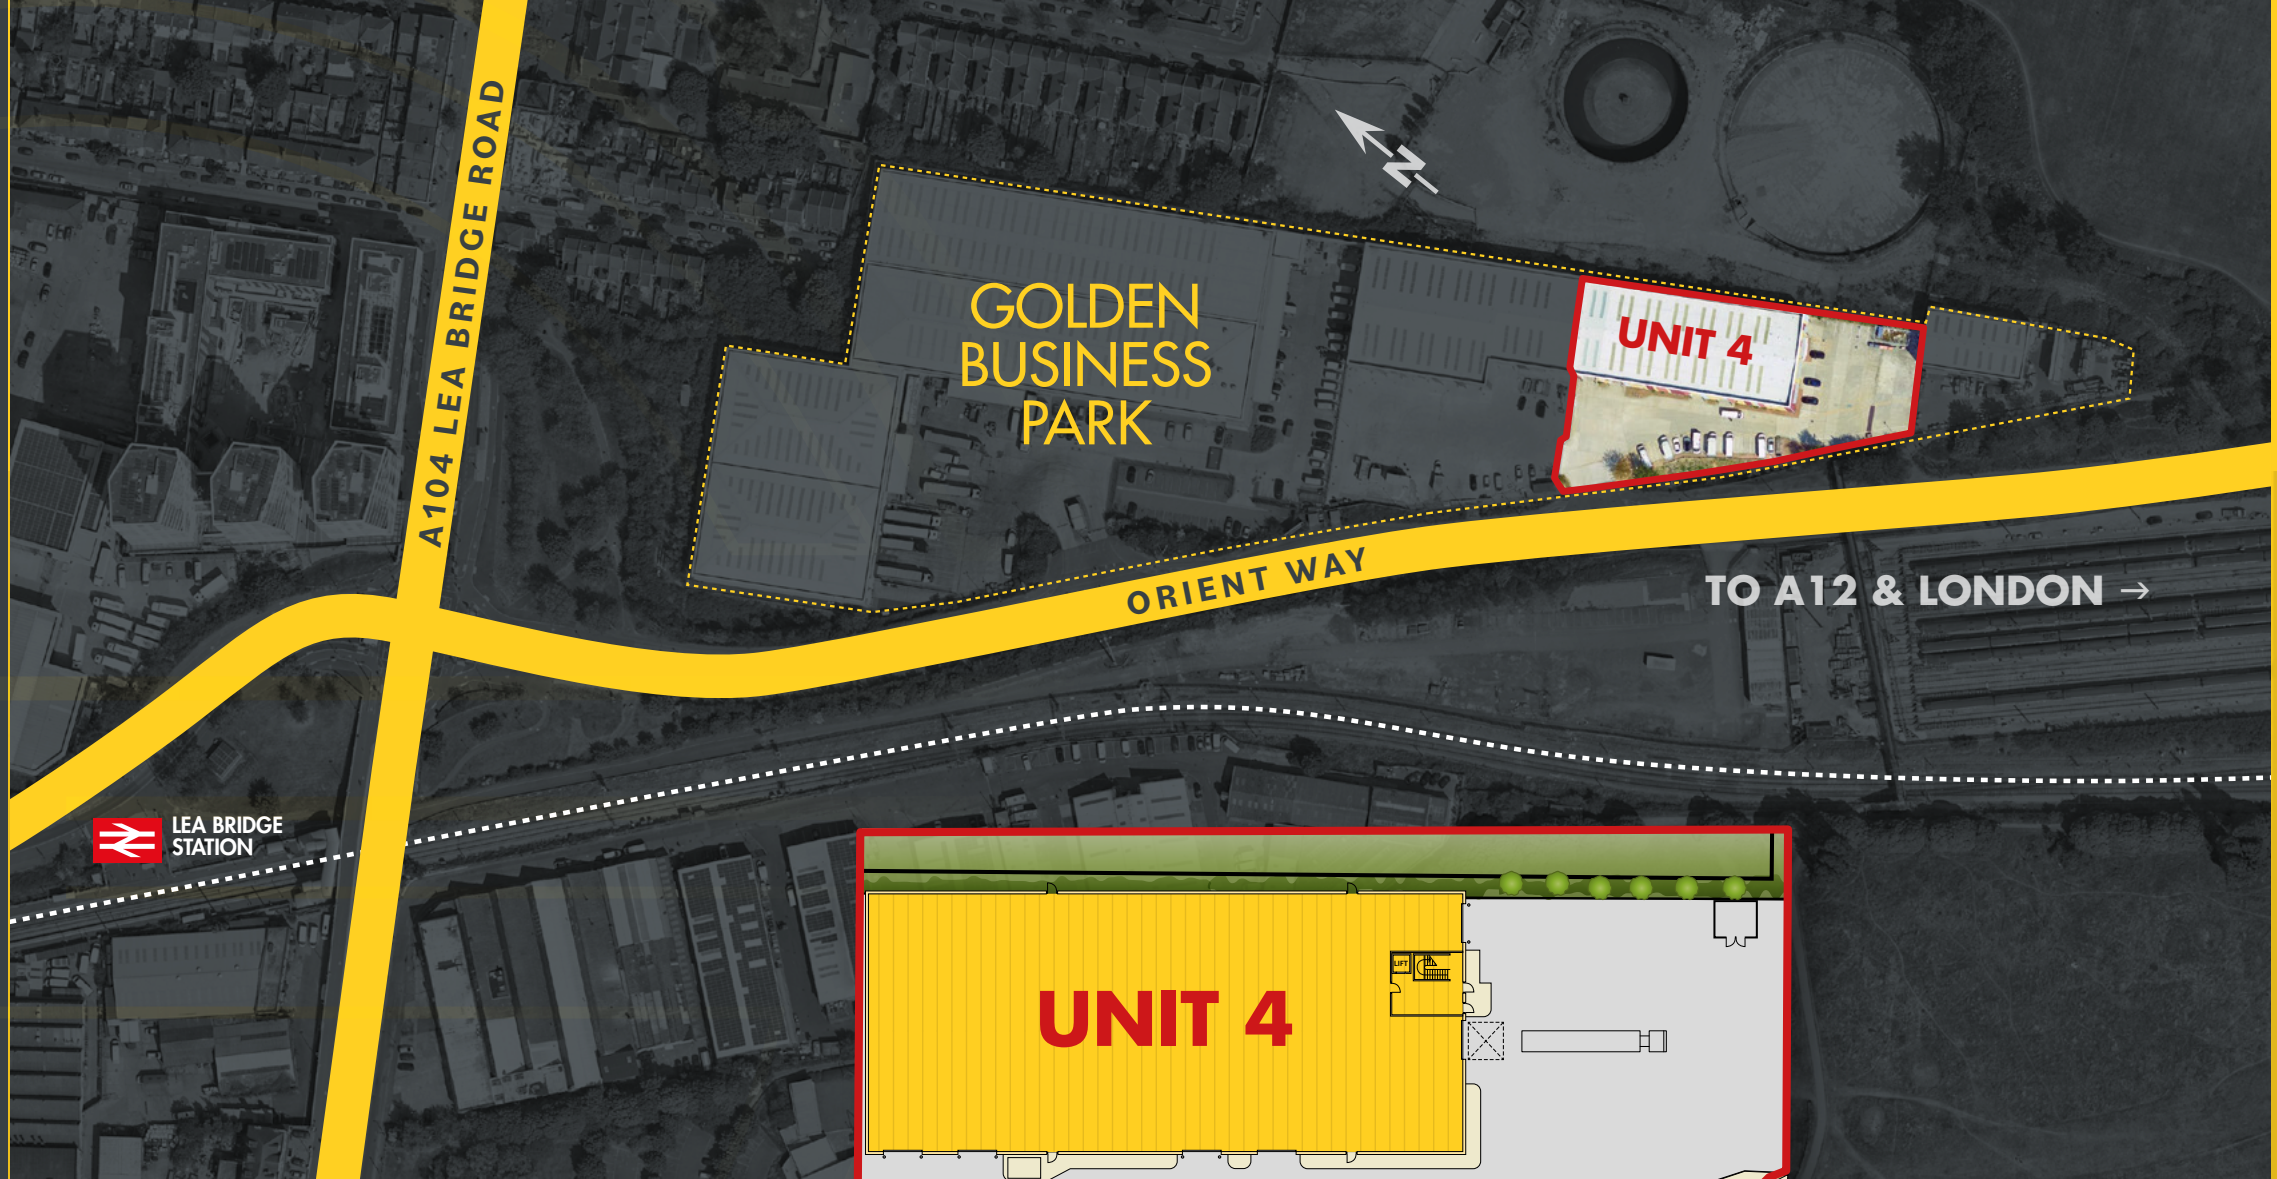 A104 LEA BRIDGE ROAD
N
GOLDEN
BUSINESS
PARK
UNIT 4
ORIENT WAY
TO A12 & LONDON →
LEA BRIDGE
STATION
LIFT
UNIT 4